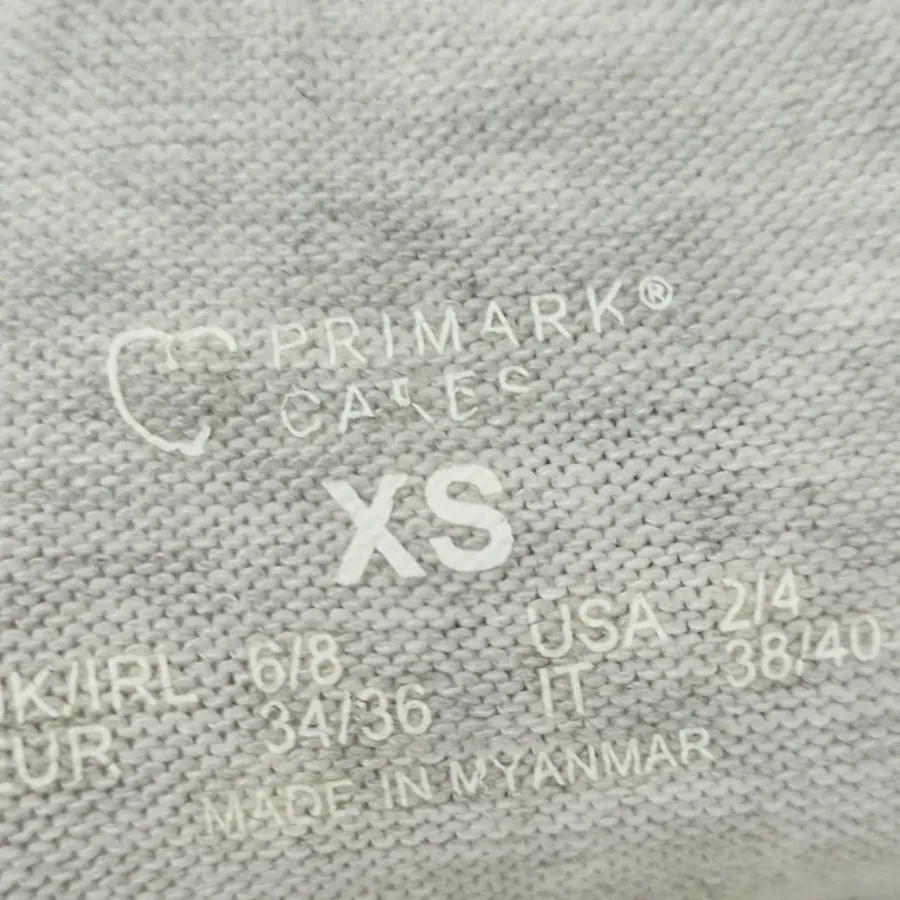 PRIMARK®
CARES
XS
UK/IRL 6/8 USA 2/4
EUR 34/36 IT 38/40
MADE IN MYANMAR